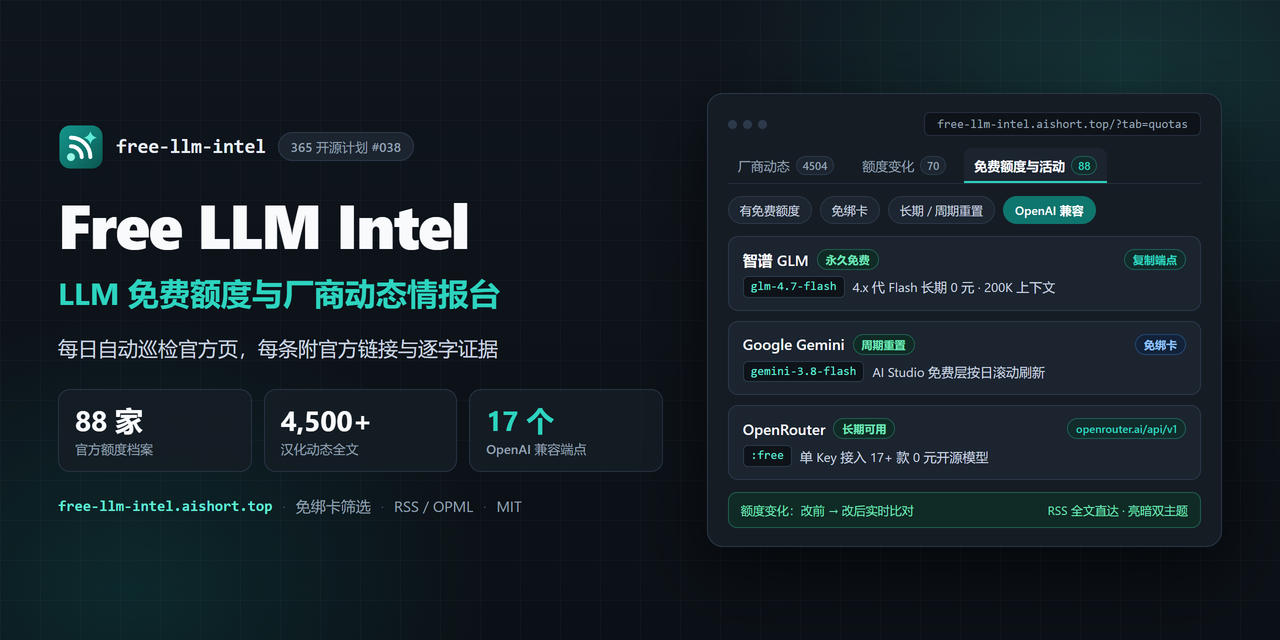 free-llm-intel 365 开源计划 #038
Free LLM Intel
LLM 免费额度与厂商动态情报台
每日自动巡检官方页，每条附官方链接与逐字证据
88 家
官方额度档案
4,500+
汉化动态全文
17 个
OpenAI 兼容端点
free-llm-intel.aishort.top · 免绑卡筛选 · RSS / OPML · MIT
free-llm-intel.aishort.top/?tab=quotas
厂商动态 4504 额度变化 70 免费额度与活动 88
有免费额度 免绑卡 长期 / 周期重置 OpenAI 兼容
智谱 GLM 永久免费 复制端点
glm-4.7-flash 4.x 代 Flash 长期 0 元 · 200K 上下文
Google Gemini 周期重置 免绑卡
gemini-3.8-flash AI Studio 免费层按日滚动刷新
OpenRouter 长期可用 openrouter.ai/api/v1
:free 单 Key 接入 17+ 款 0 元开源模型
额度变化：改前 → 改后实时比对 RSS 全文直达 · 亮暗双主题